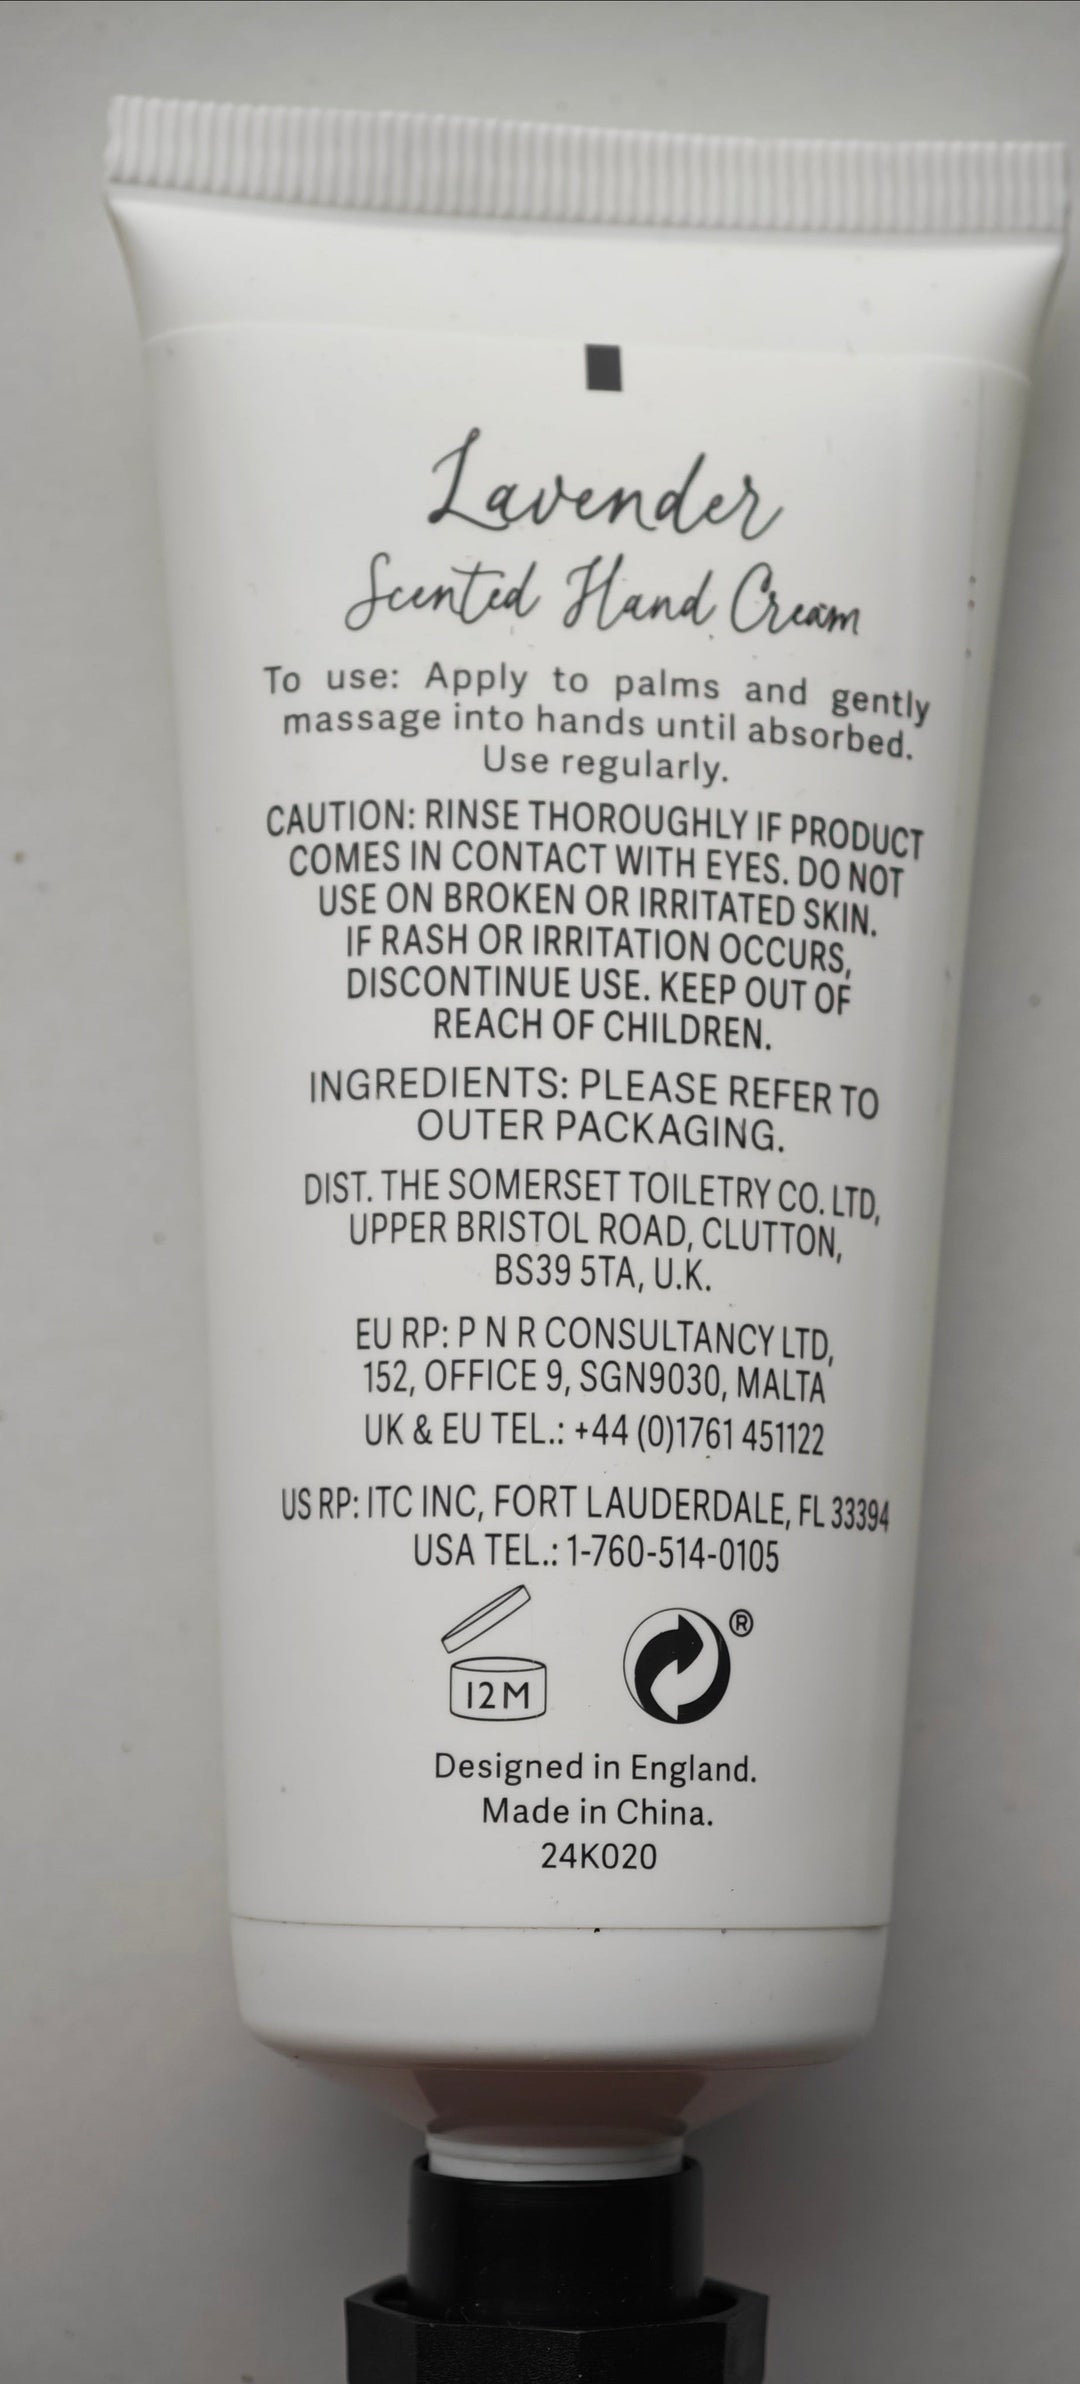 Lavender
Scented Hand Cream
To use: Apply to palms and gently
massage into hands until absorbed.
Use regularly.
CAUTION: RINSE THOROUGHLY IF PRODUCT
COMES IN CONTACT WITH EYES. DO NOT
USE ON BROKEN OR IRRITATED SKIN.
IF RASH OR IRRITATION OCCURS,
DISCONTINUE USE. KEEP OUT OF
REACH OF CHILDREN.
INGREDIENTS: PLEASE REFER TO
OUTER PACKAGING.
DIST. THE SOMERSET TOILETRY CO. LTD,
UPPER BRISTOL ROAD, CLUTTON,
BS39 5TA, U.K.
EU RP: P N R CONSULTANCY LTD,
152, OFFICE 9, SGN9030, MALTA
UK & EU TEL.: +44 (0)1761 451122
US RP: ITC INC, FORT LAUDERDALE, FL 33394
USA TEL.: 1-760-514-0105
12M ®
Designed in England.
Made in China.
24K020